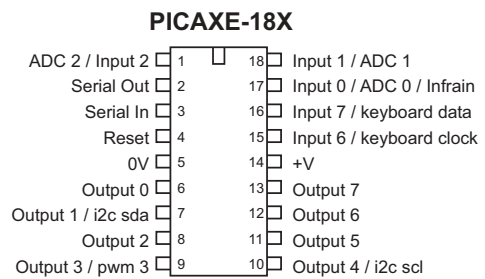 PICAXE-18X
ADC 2 / Input 2 1 18 Input 1 / ADC 1
Serial Out 2 17 Input 0 / ADC 0 / Infrain
Serial In 3 16 Input 7 / keyboard data
Reset 4 15 Input 6 / keyboard clock
0V 5 14 +V
Output 0 6 13 Output 7
Output 1 / i2c sda 7 12 Output 6
Output 2 8 11 Output 5
Output 3 / pwm 3 9 10 Output 4 / i2c scl